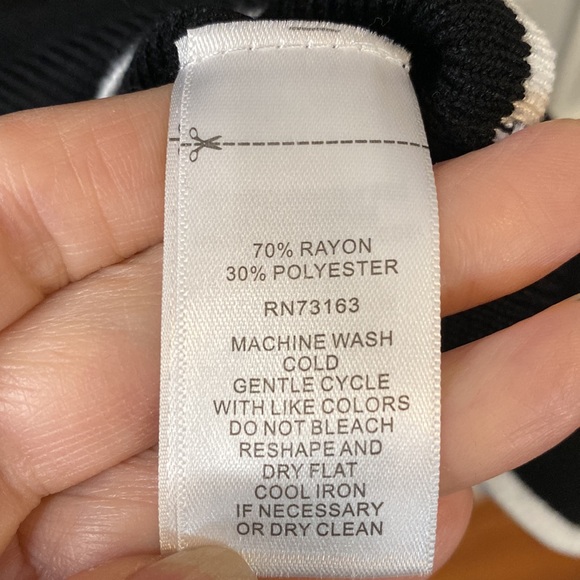 70% RAYON
30% POLYESTER
RN73163
MACHINE WASH
COLD
GENTLE CYCLE
WITH LIKE COLORS
DO NOT BLEACH
RESHAPE AND
DRY FLAT
COOL IRON
IF NECESSARY
OR DRY CLEAN